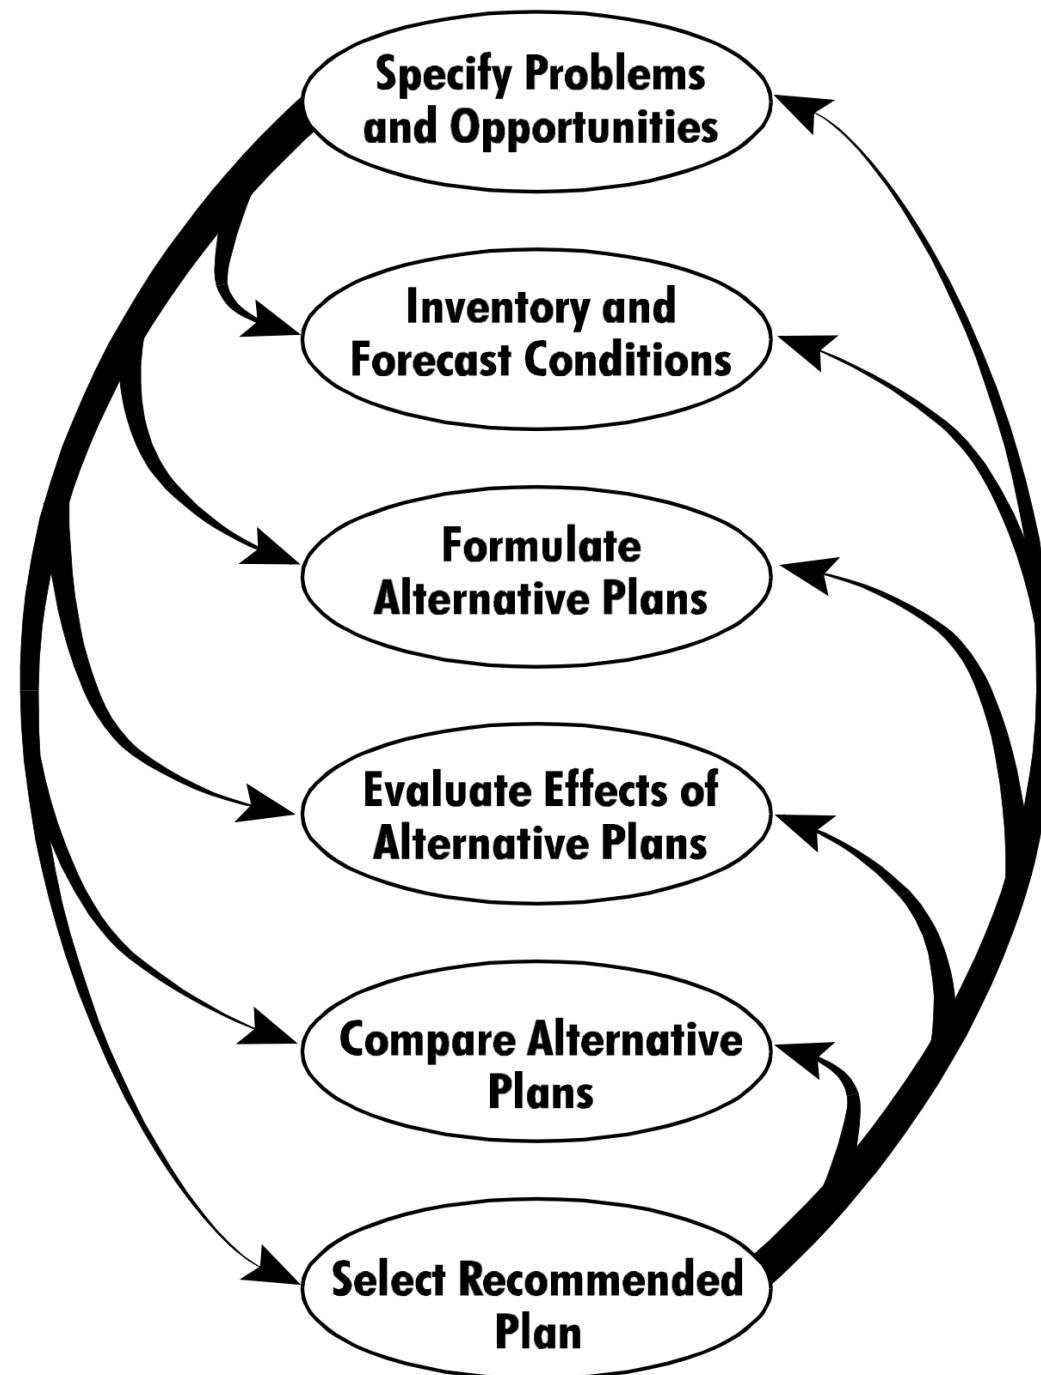 Specify Problems
and Opportunities
Inventory and
Forecast Conditions
Formulate
Alternative Plans
Evaluate Effects of
Alternative Plans
Compare Alternative
Plans
Select Recommended
Plan